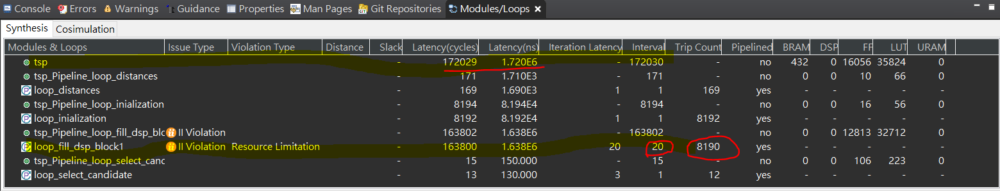 Console Errors Warnings Guidance Properties Man Pages Git Repositories Modules/Loops
Synthesis Cosimulation
Modules & Loops Issue Type Violation Type Distance Slack Latency(cycles) Latency(ns) Iteration Latency Interval Trip Count Pipelined BRAM DSP FF LUT URAM
tsp - 172029 1.720E6 - 172030 - no 432 0 16056 35824 0
tsp_Pipeline_loop_distances - 171 1.710E3 - 171 - no 0 0 10 66 0
loop_distances - 169 1.690E3 1 1 169 yes - - - - -
tsp_Pipeline_loop_inialization - 8194 8.194E4 - 8194 - no 0 0 16 56 0
loop_inialization - 8192 8.192E4 1 1 8192 yes - - - - -
tsp_Pipeline_loop_fill_dsp_blo II Violation - 163802 1.638E6 - 163802 - no 0 0 12813 32712 0
loop_fill_dsp_block1 II Violation Resource Limitation - 163800 1.638E6 20 20 8190 yes - - - - -
tsp_Pipeline_loop_select_canc - 15 150.000 - 15 - no 0 0 106 223 0
loop_select_candidate - 13 130.000 3 1 12 yes - - - - -